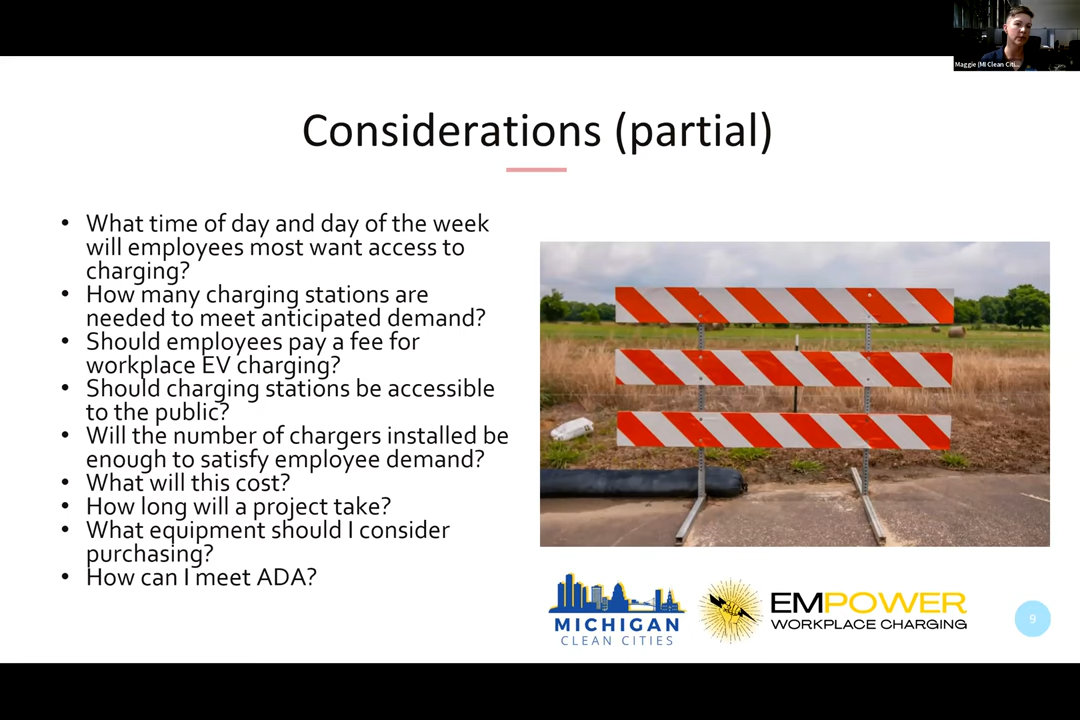 Maggie (MI Clean Citi...
Considerations (partial)
• What time of day and day of the week
will employees most want access to
charging?
• How many charging stations are
needed to meet anticipated demand?
• Should employees pay a fee for
workplace EV charging?
• Should charging stations be accessible
to the public?
• Will the number of chargers installed be
enough to satisfy employee demand?
• What will this cost?
• How long will a project take?
• What equipment should I consider
purchasing?
• How can I meet ADA?
MICHIGAN
CLEAN CITIES
EMPOWER
WORKPLACE CHARGING
9